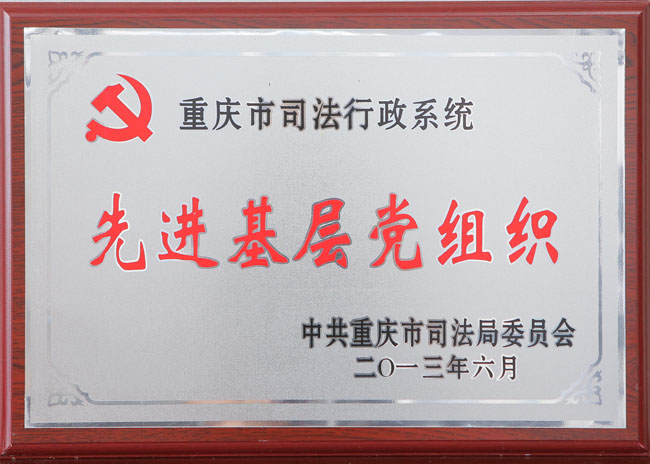 重庆市司法行政系统
先进基层党组织
中共重庆市司法局委员会
二〇一三年六月